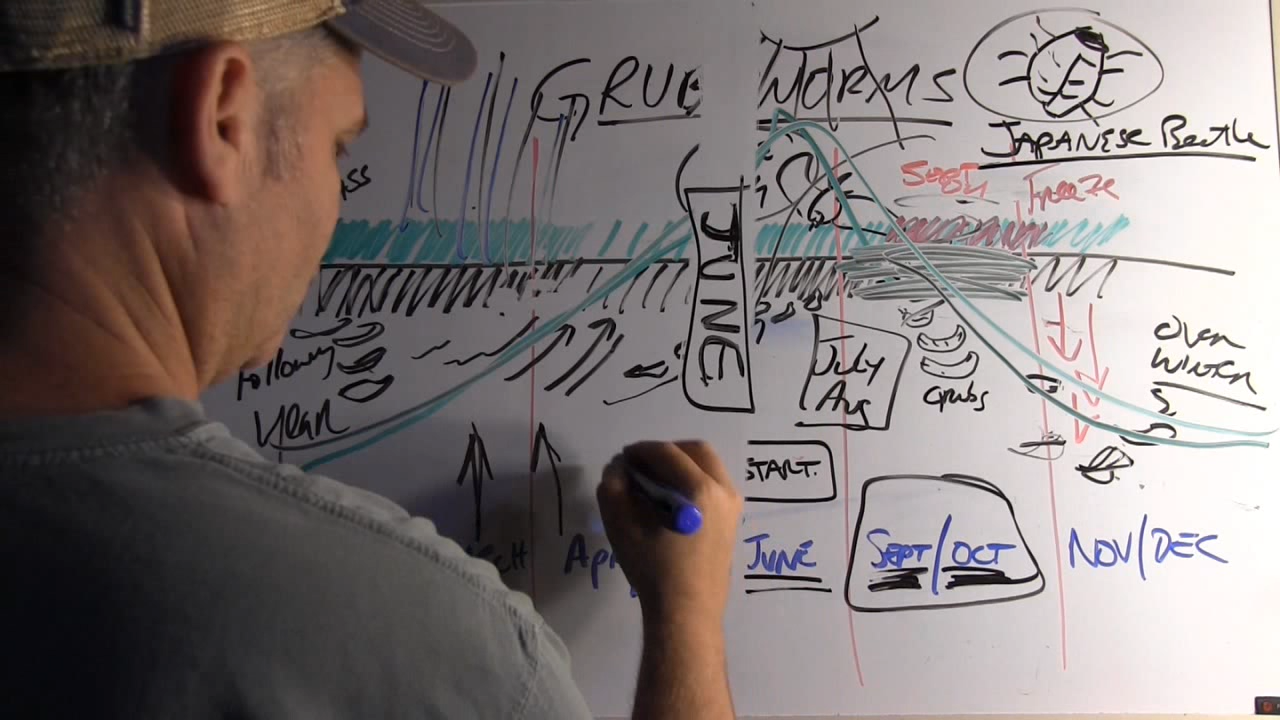 GRUB WORMS
JAPANESE Beetle
Sept
Freeze
JUNE
Following
YEAR
July
Aug
Grubs
OVER
WINTER
START
JUNE
SEPT/OCT
NOV/DEC